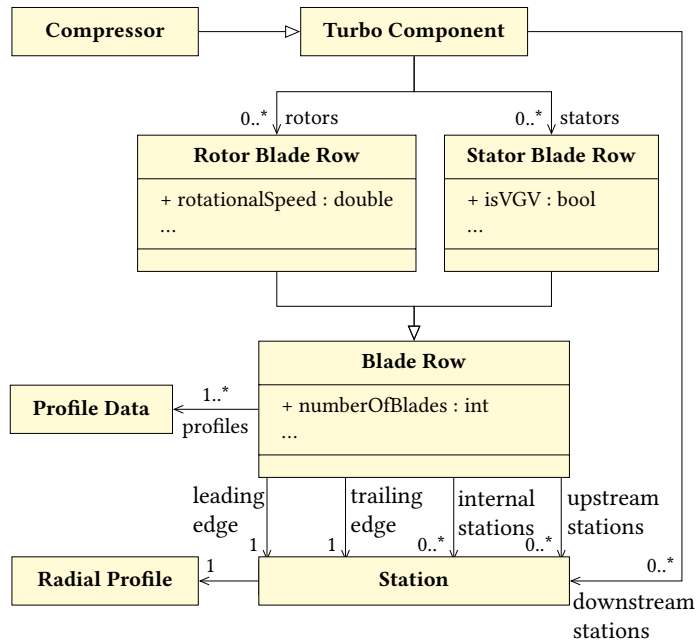 Compressor
Turbo Component
0..* rotors
0..* stators
Rotor Blade Row
+ rotationalSpeed : double
...
Stator Blade Row
+ isVGV : bool
...
Blade Row
+ numberOfBlades : int
...
Profile Data
1..*
profiles
leading
edge
1
trailing
edge
1
internal
stations
0..*
upstream
stations
0..*
Radial Profile
1
Station
0..*
downstream
stations